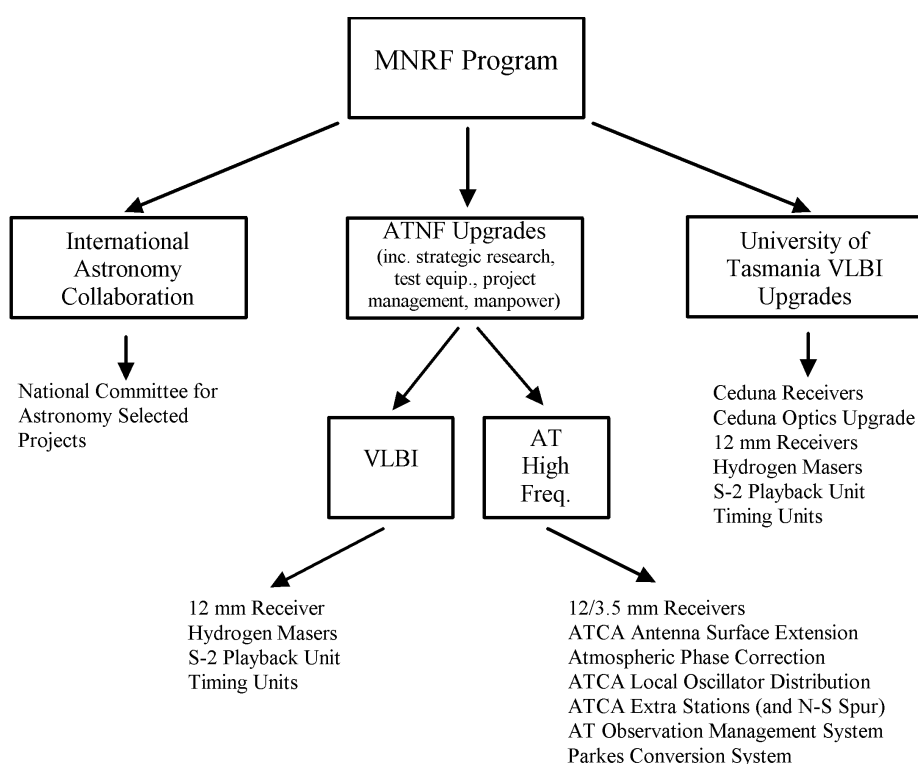 MNRF Program
International
Astronomy
Collaboration
ATNF Upgrades
(inc. strategic research,
test equip., project
management, manpower)
University of
Tasmania VLBI
Upgrades
National Committee for
Astronomy Selected
Projects
Ceduna Receivers
Ceduna Optics Upgrade
12 mm Receivers
Hydrogen Masers
S-2 Playback Unit
Timing Units
VLBI
AT
High
Freq.
12 mm Receiver
Hydrogen Masers
S-2 Playback Unit
Timing Units
12/3.5 mm Receivers
ATCA Antenna Surface Extension
Atmospheric Phase Correction
ATCA Local Oscillator Distribution
ATCA Extra Stations (and N-S Spur)
AT Observation Management System
Parkes Conversion System